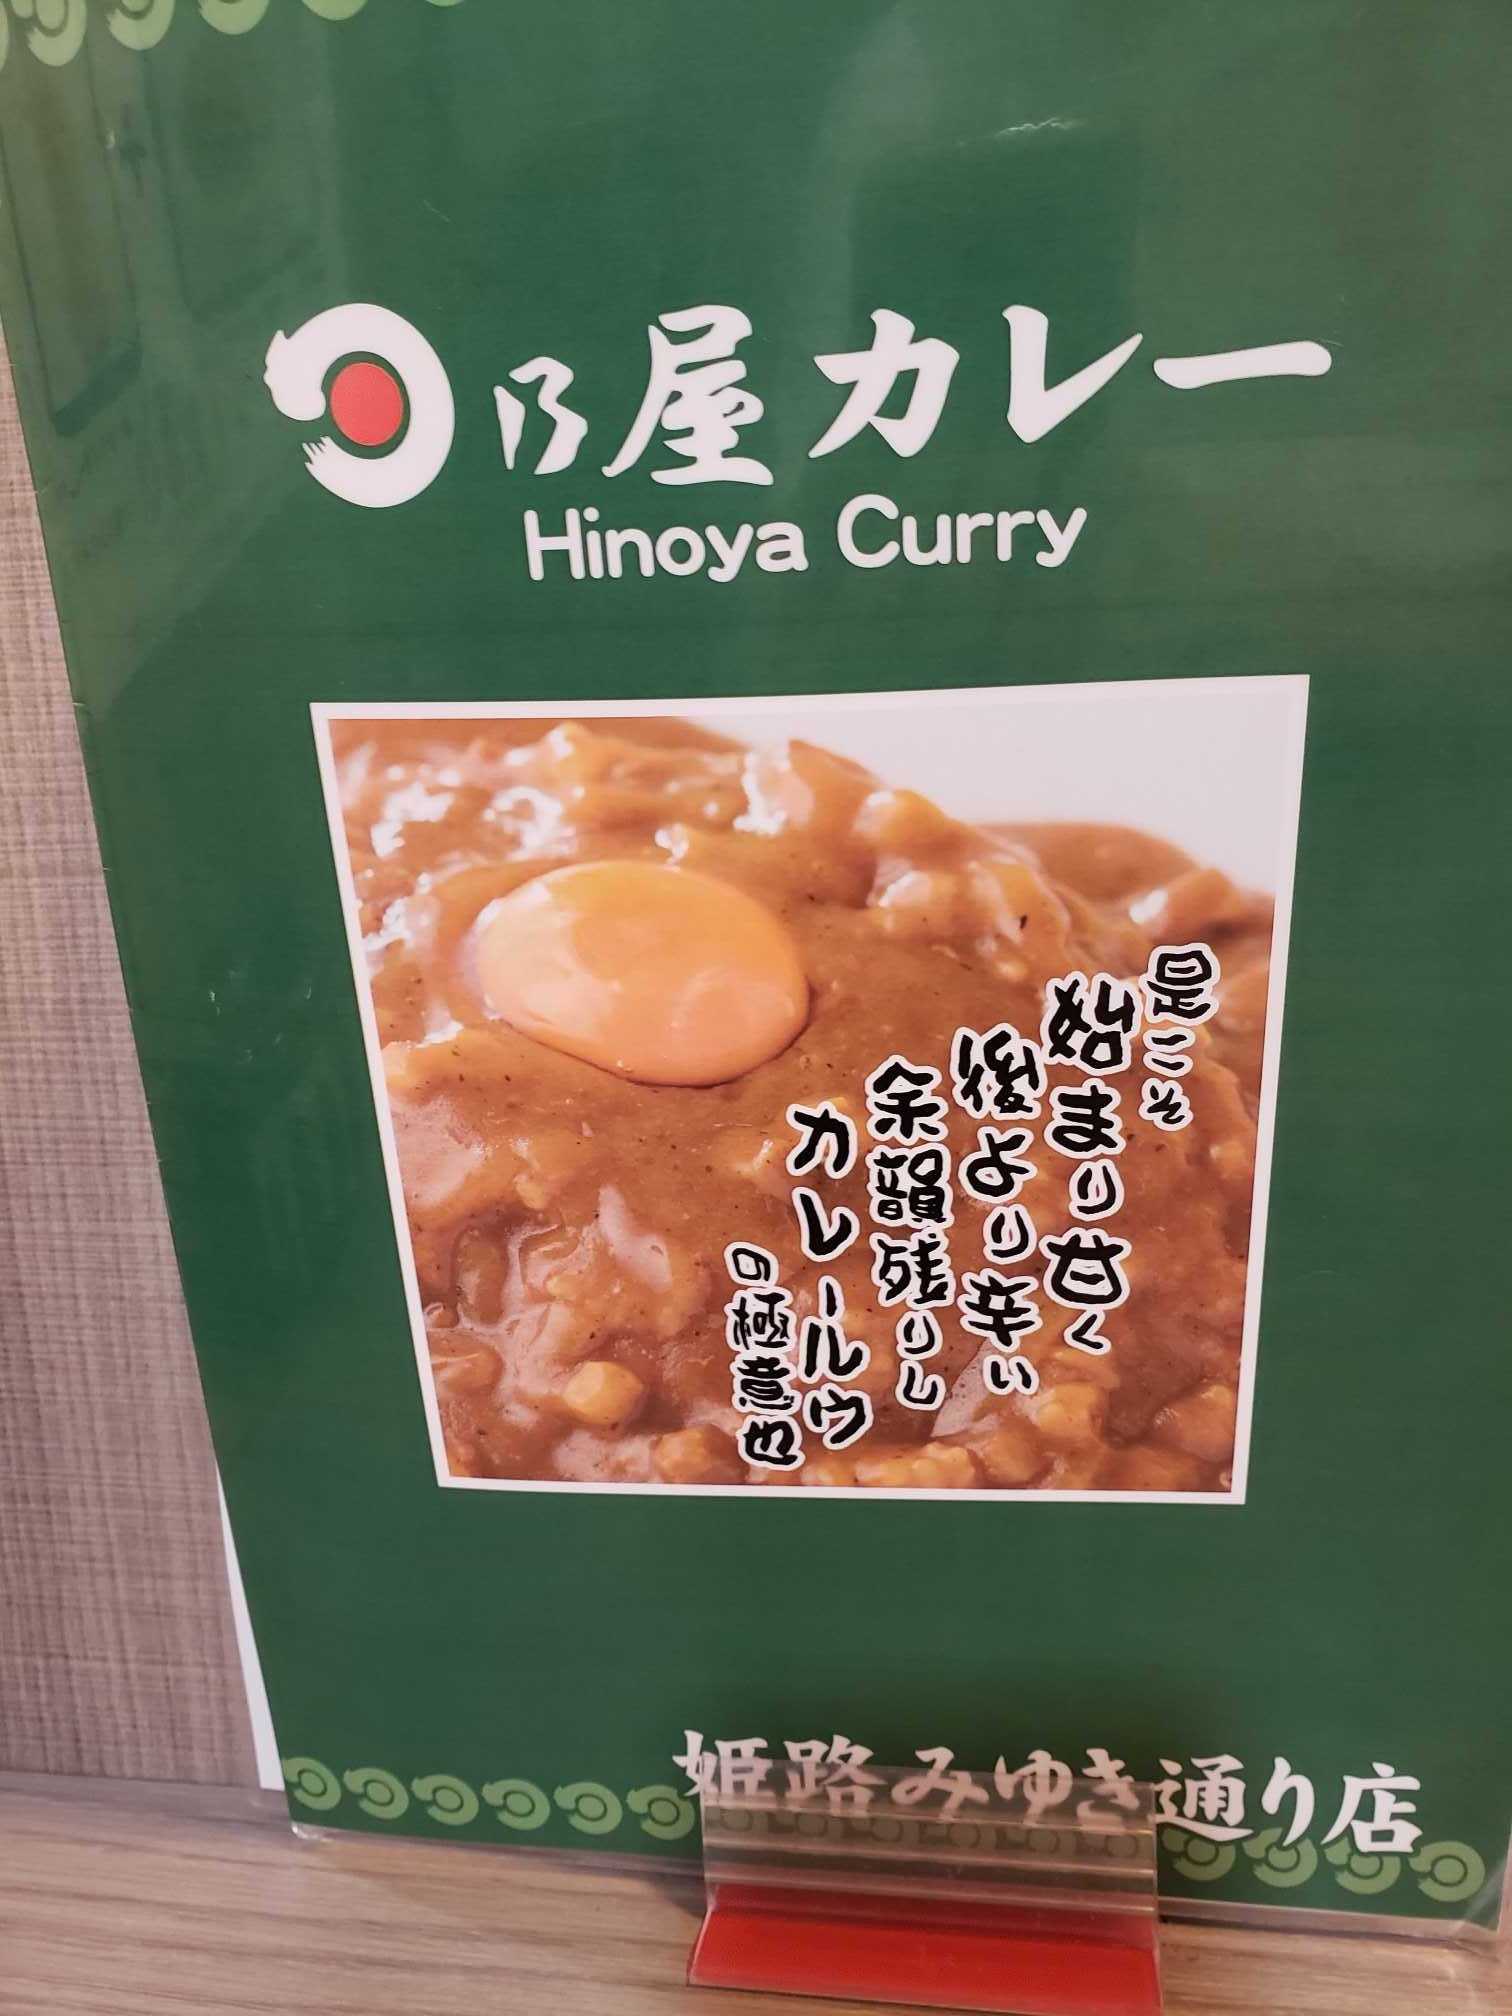 日乃屋カレー
Hinoya Curry
是こそ
始まり甘く
後より辛い
余韻残りし
カレールウ
の極意也
姫路みゆき通り店